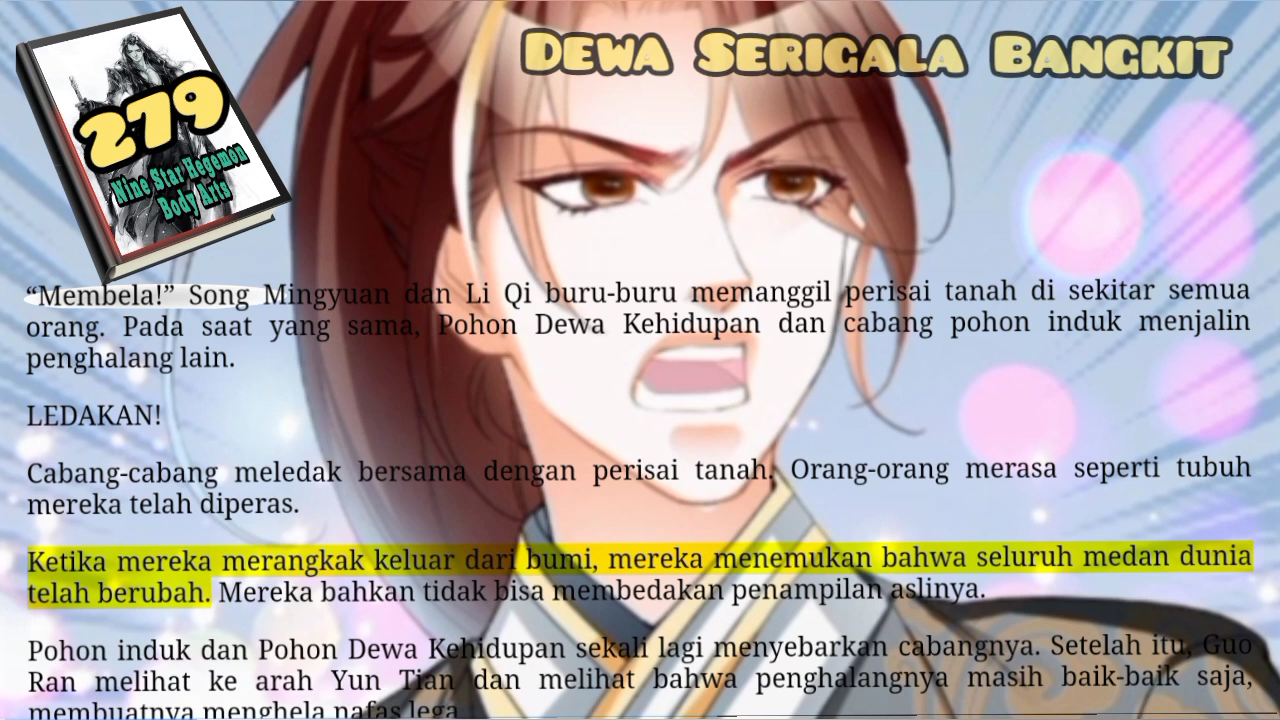 DEWA SERIGALA BANGKIT
279
Nine Star Hegemon
Body Arts
“Membela!” Song Mingyuan dan Li Qi buru-buru memanggil perisai tanah di sekitar semua
orang. Pada saat yang sama, Pohon Dewa Kehidupan dan cabang pohon induk menjalin
penghalang lain.
LEDAKAN!
Cabang-cabang meledak bersama dengan perisai tanah. Orang-orang merasa seperti tubuh
mereka telah diperas.
Ketika mereka merangkak keluar dari bumi, mereka menemukan bahwa seluruh medan dunia
telah berubah. Mereka bahkan tidak bisa membedakan penampilan aslinya.
Pohon induk dan Pohon Dewa Kehidupan sekali lagi menyebarkan cabangnya. Setelah itu, Guo
Ran melihat ke arah Yun Tian dan melihat bahwa penghalangnya masih baik-baik saja,
membuatnya menghela nafas lega